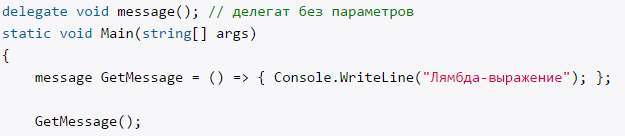 delegate void message(); // делегат без параметров
static void Main(string[] args)
{
    message GetMessage = () => { Console.WriteLine("Лямбда-выражение"); };
    GetMessage();